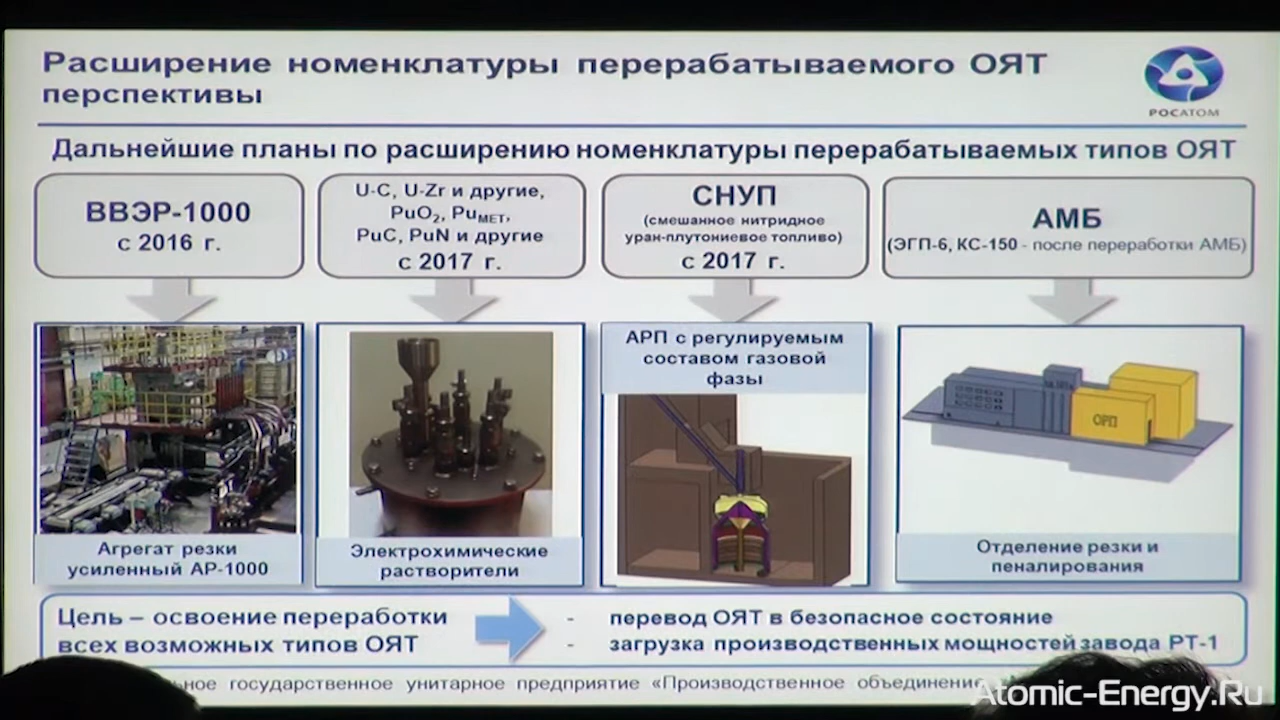 Расширение номенклатуры перерабатываемого ОЯТ
перспективы
РОСАТОМ
Дальнейшие планы по расширению номенклатуры перерабатываемых типов ОЯТ
ВВЭР-1000
с 2016 г.
U-C, U-Zr и другие,
PuO₂, PuМЕТ,
PuC, PuN и другие
с 2017 г.
СНУП
(смешанное нитридное
уран-плутониевое топливо)
с 2017 г.
АМБ
(ЭГП-6, КС-150 - после переработки АМБ)
Агрегат резки
усиленный АР-1000
Электрохимические
растворители
АРП с регулируемым
составом газовой
фазы
ОРП
Отделение резки и
пеналирования
Цель – освоение переработки
всех возможных типов ОЯТ
- перевод ОЯТ в безопасное состояние
- загрузка производственных мощностей завода РТ-1
государственное унитарное предприятие «Производственное объединение
Atomic-Energy.Ru